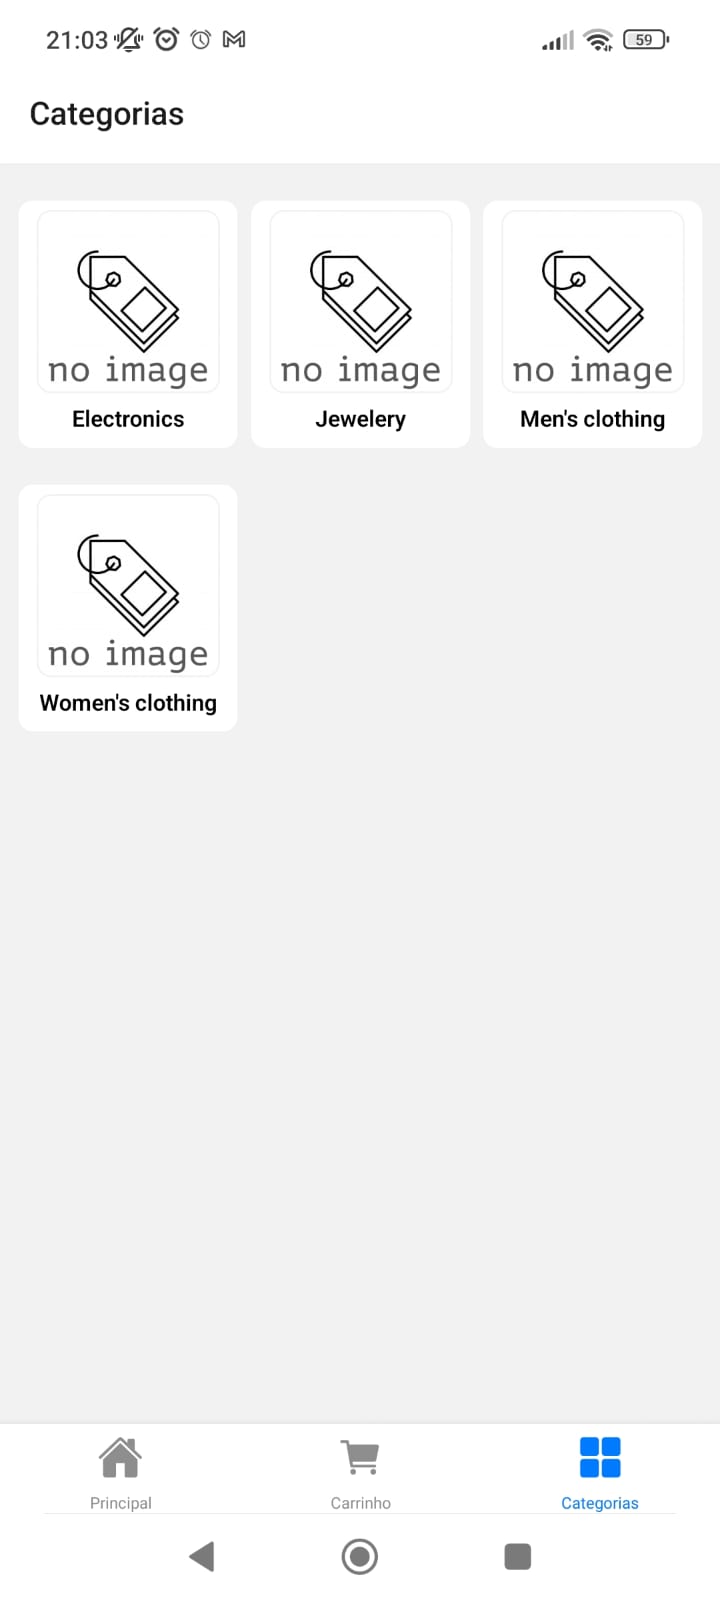 21:03
59
Categorias
no image
no image
no image
Electronics
Jewelery
Men's clothing
no image
Women's clothing
Principal
Carrinho
Categorias